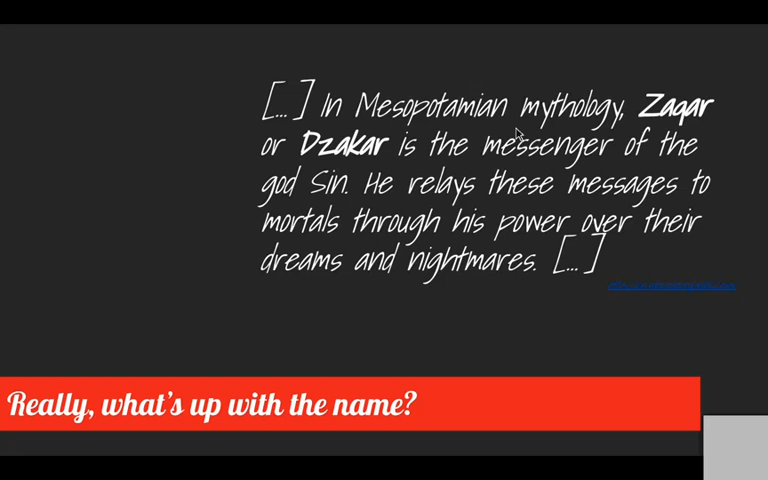 [...] In Mesopotamian mythology, Zaqar
or Dzakar is the messenger of the
god Sin. He relays these messages to
mortals through his power over their
dreams and nightmares. [...]
Really, what's up with the name?